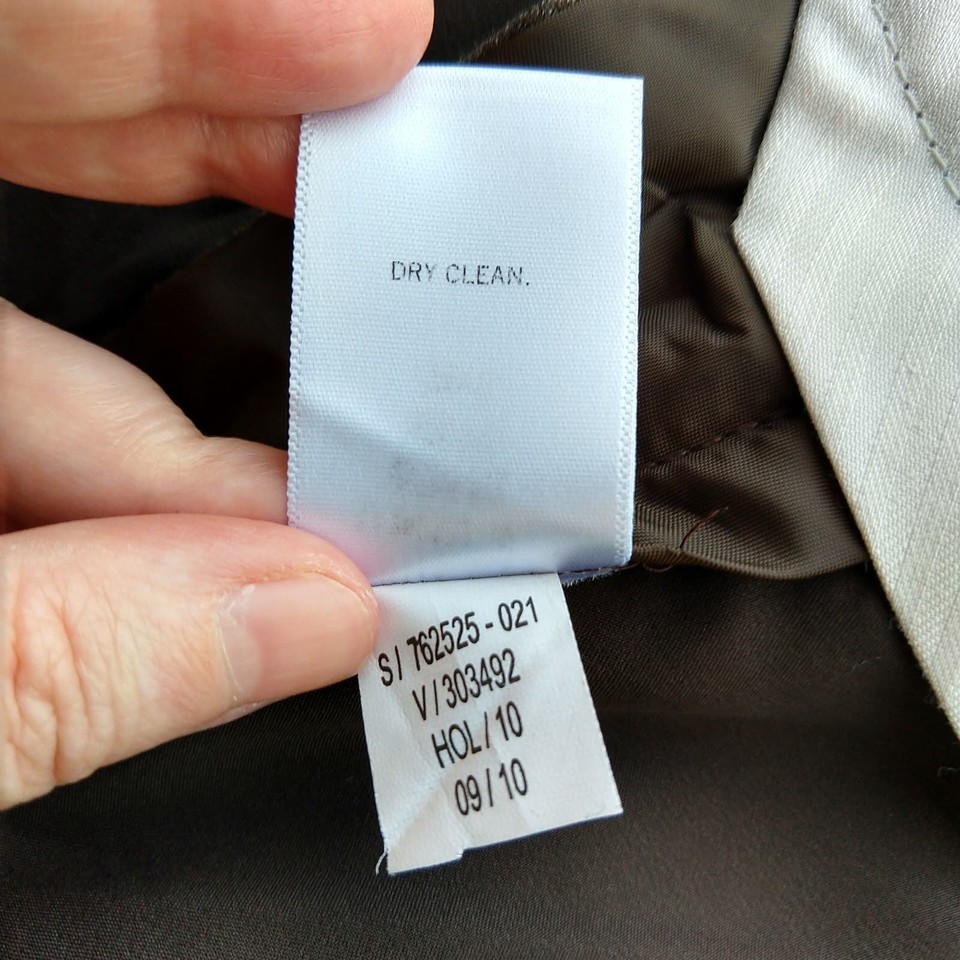 DRY CLEAN.
S/762525-021
V/303492
HOL/10
09/10